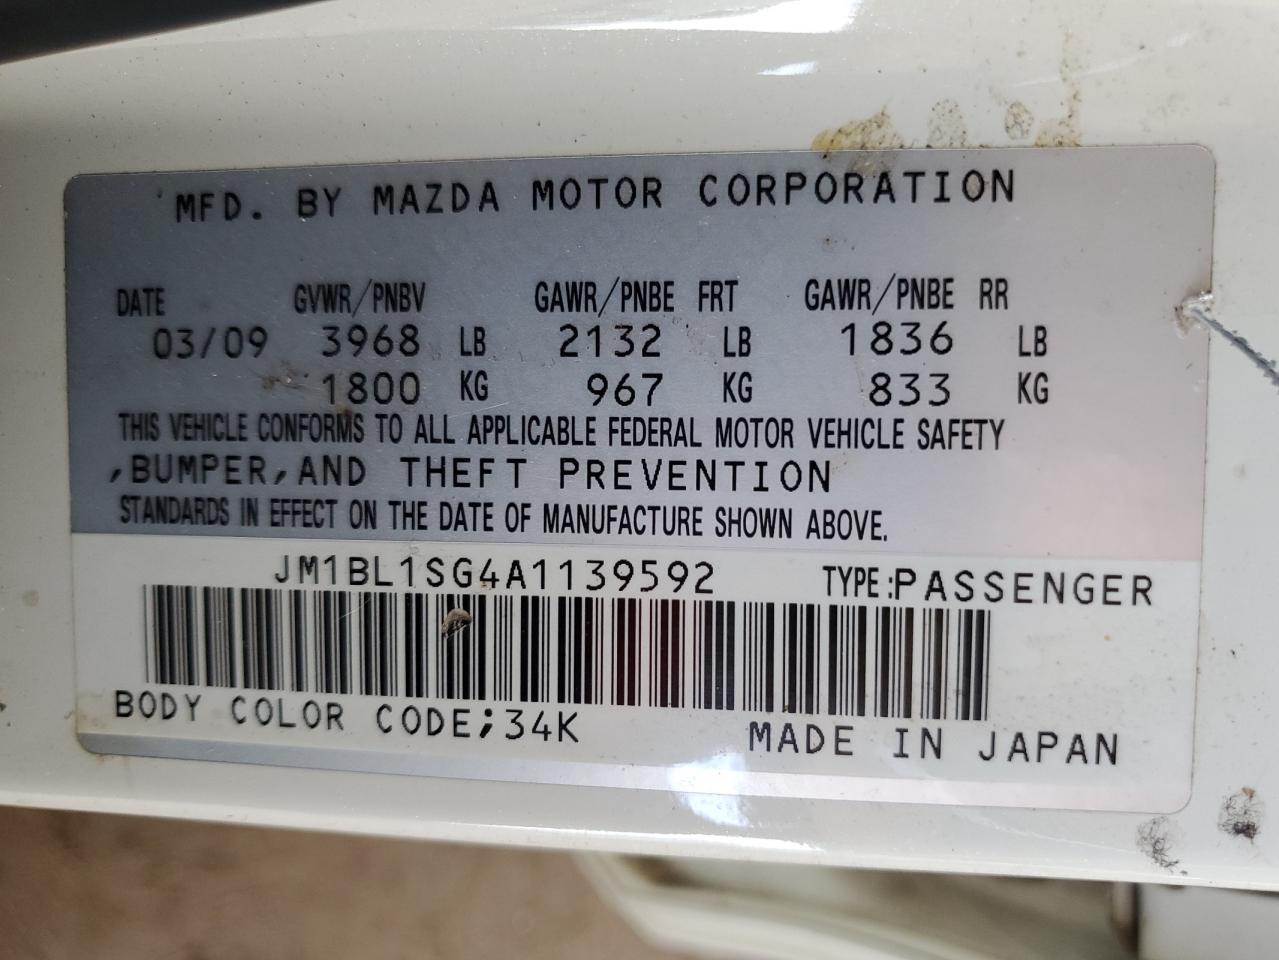 MFD. BY MAZDA MOTOR CORPORATION
DATE GVWR/PNBV GAWR/PNBE FRT GAWR/PNBE RR
03/09 3968 LB 2132 LB 1836 LB
1800 KG 967 KG 833 KG
THIS VEHICLE CONFORMS TO ALL APPLICABLE FEDERAL MOTOR VEHICLE SAFETY
,BUMPER,AND THEFT PREVENTION
STANDARDS IN EFFECT ON THE DATE OF MANUFACTURE SHOWN ABOVE.
JM1BL1SG4A1139592 TYPE:PASSENGER
BODY COLOR CODE;34K MADE IN JAPAN